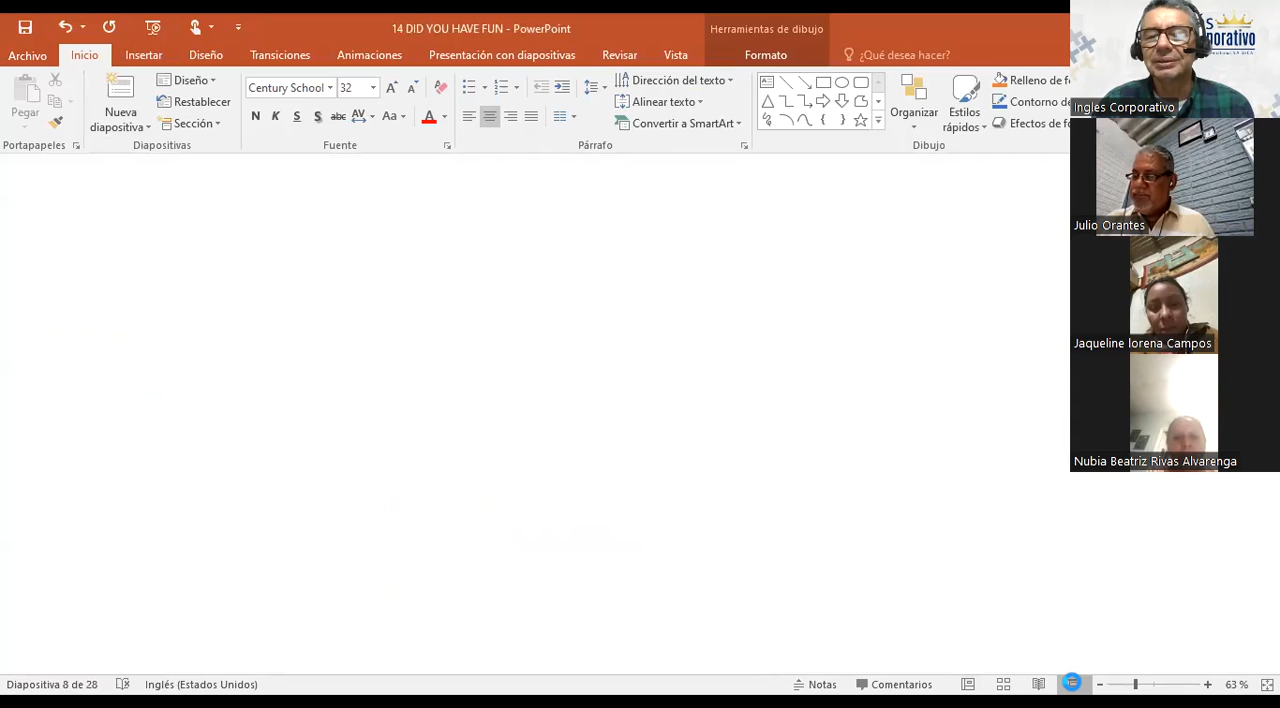 14 DID YOU HAVE FUN - PowerPoint
Herramientas de dibujo
Archivo Inicio Insertar Diseño Transiciones Animaciones Presentación con diapositivas Revisar Vista Formato ¿Qué desea hacer?
Pegar
Nueva diapositiva
Diseño
Restablecer
Sección
Century School 32
N K S S abc AV Aa A
Dirección del texto
Alinear texto
Convertir a SmartArt
Organizar
Estilos rápidos
Relleno de f
Contorno de
Efectos de fo
Portapapeles Diapositivas Fuente Párrafo Dibujo
S
orporativo
Ingles Corporativo
Julio Orantes
Jaqueline lorena Campos
Nubia Beatriz Rivas Alvarenga
Diapositiva 8 de 28 Inglés (Estados Unidos) Notas Comentarios 63 %